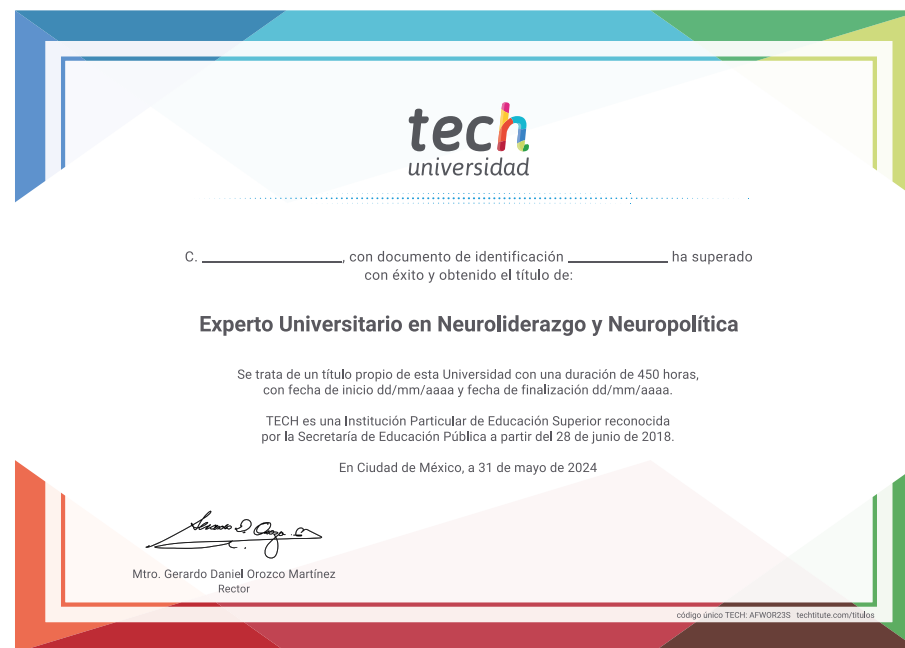 tech
universidad
C. ____________, con documento de identificación ____________ ha superado
con éxito y obtenido el título de:
Experto Universitario en Neuroliderazgo y Neuropolítica
Se trata de un título propio de esta Universidad con una duración de 450 horas,
con fecha de inicio dd/mm/aaaa y fecha de finalización dd/mm/aaaa.
TECH es una Institución Particular de Educación Superior reconocida
por la Secretaría de Educación Pública a partir del 28 de junio de 2018.
En Ciudad de México, a 31 de mayo de 2024
Mtro. Gerardo Daniel Orozco Martínez
Rector
código único TECH: AFWOR23S techtitute.com/titulos